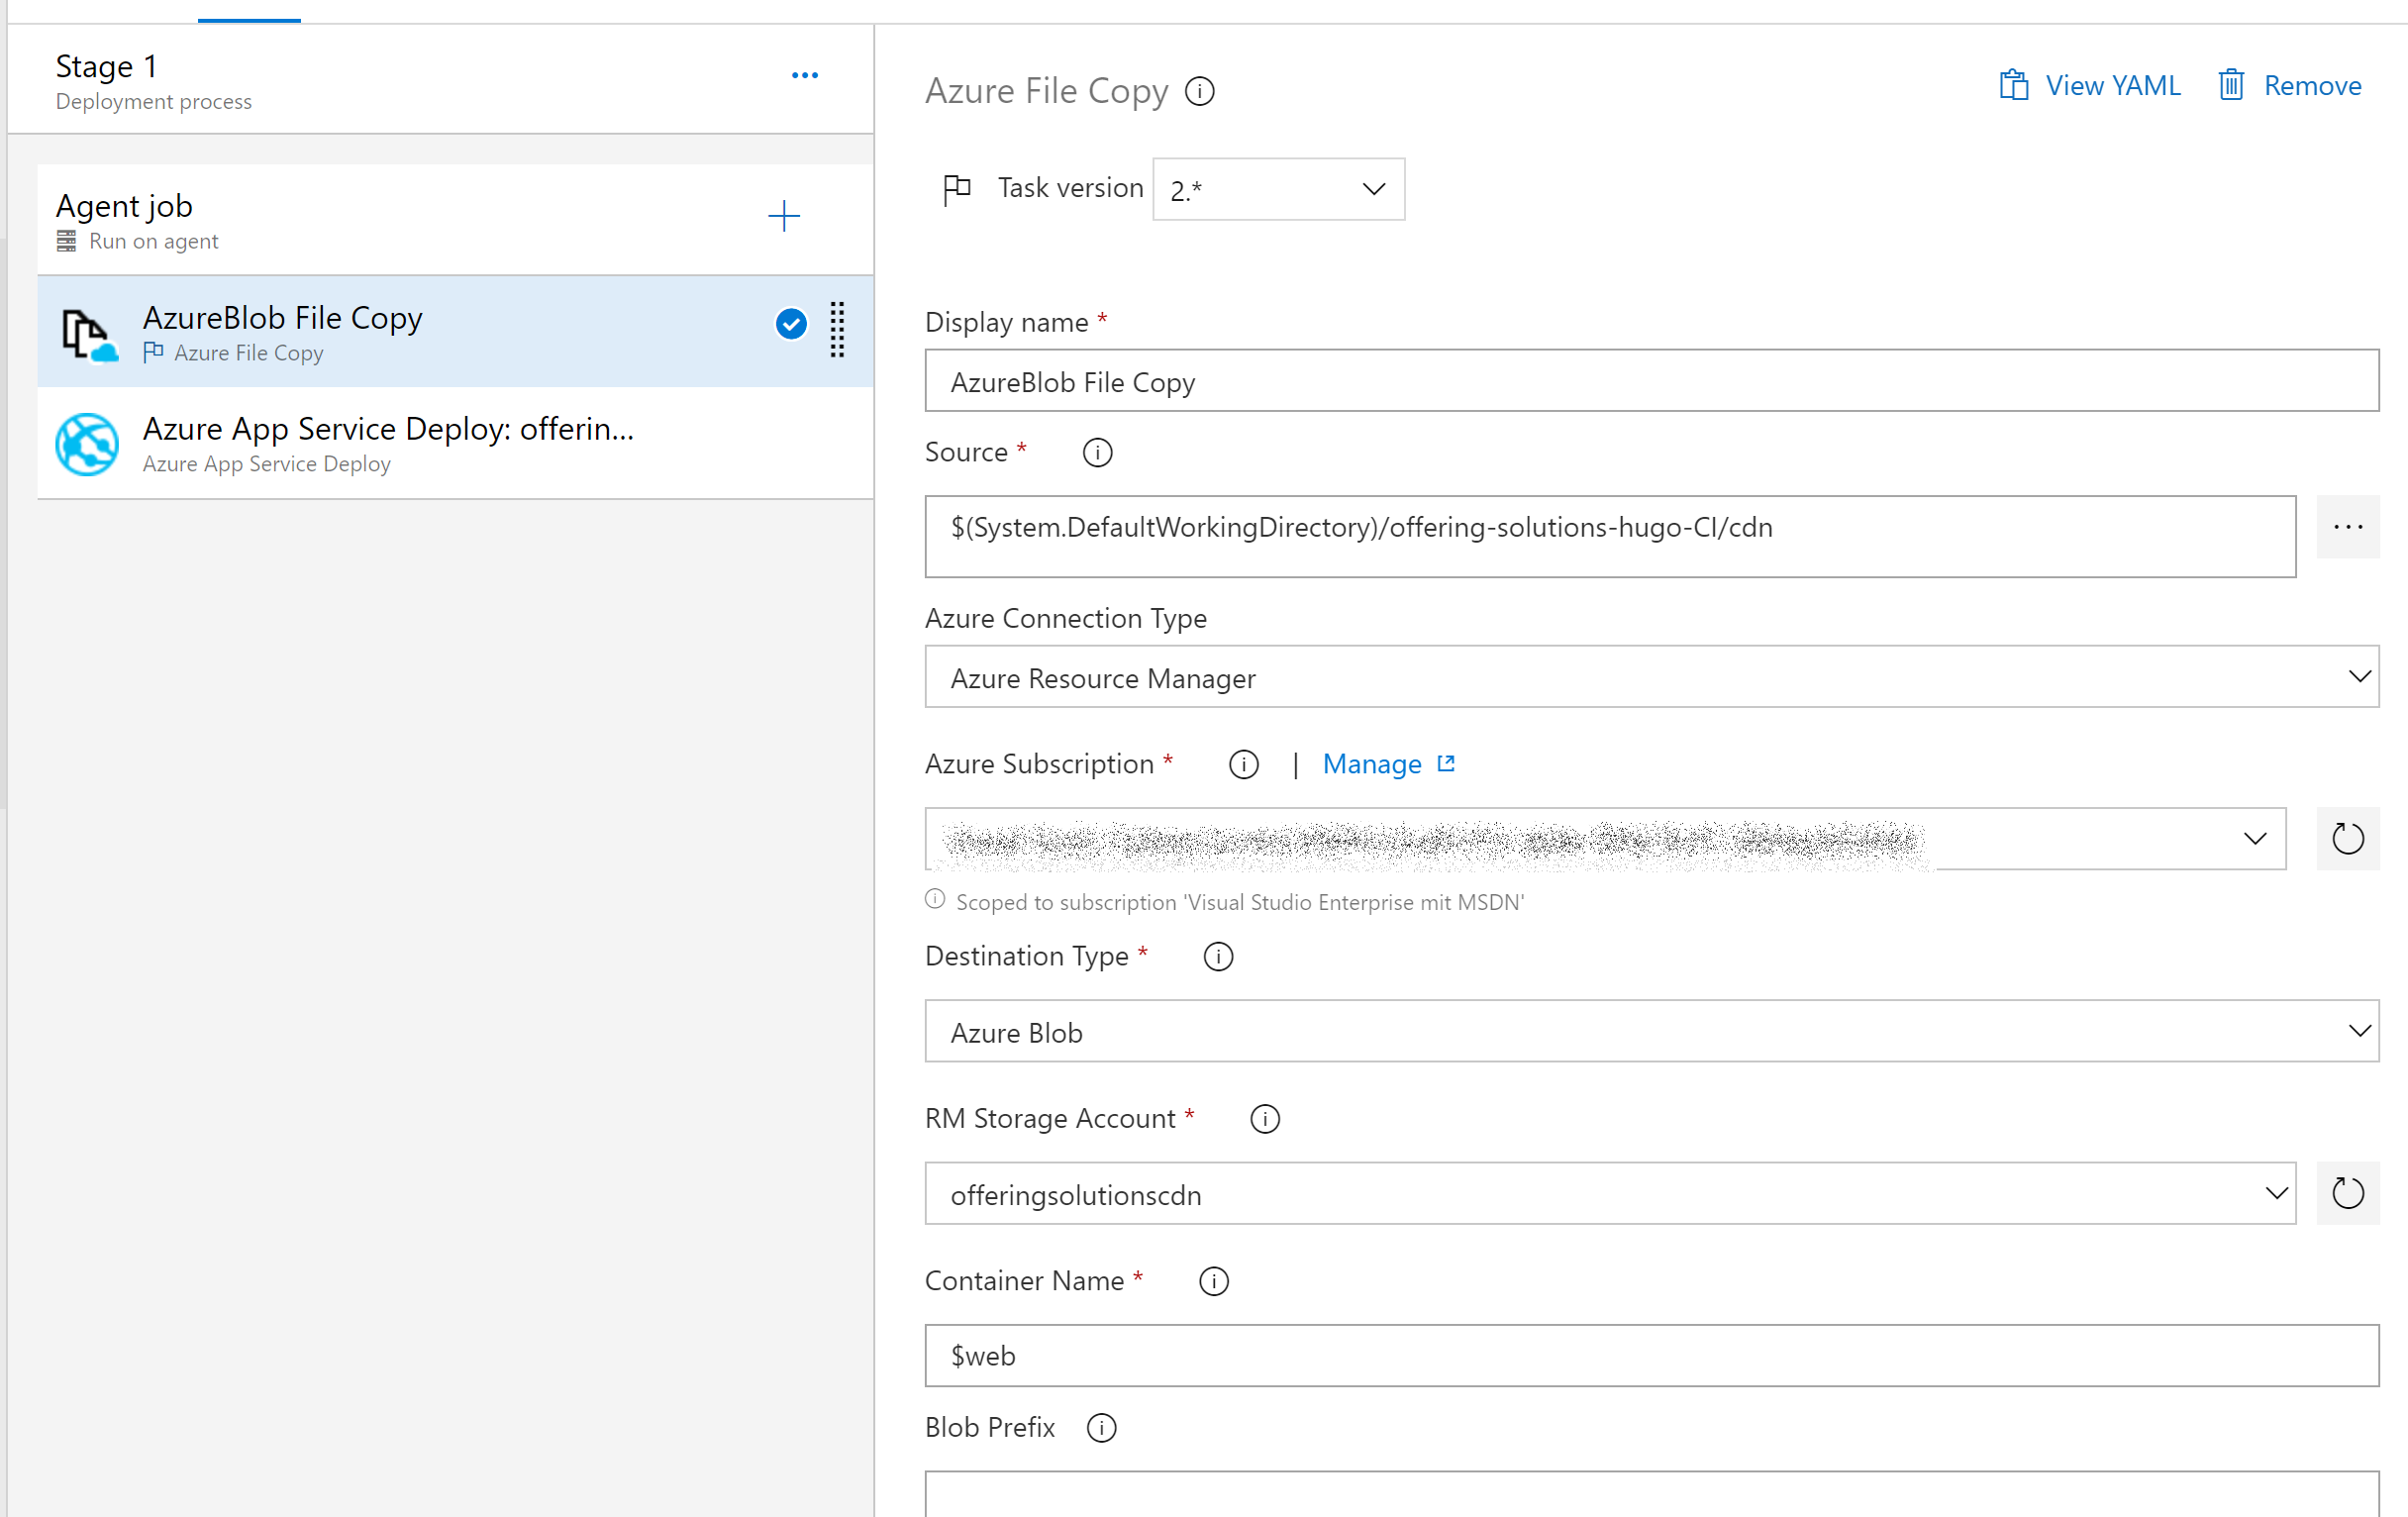 Stage 1
Deployment process
Agent job
Run on agent
AzureBlob File Copy
Azure File Copy
Azure App Service Deploy: offerin...
Azure App Service Deploy
Azure File Copy
View YAML
Remove
Task version
2.*
Display name *
AzureBlob File Copy
Source *
$(System.DefaultWorkingDirectory)/offering-solutions-hugo-CI/cdn
Azure Connection Type
Azure Resource Manager
Azure Subscription *
| Manage
Scoped to subscription 'Visual Studio Enterprise mit MSDN'
Destination Type *
Azure Blob
RM Storage Account *
offeringsolutionscdn
Container Name *
$web
Blob Prefix